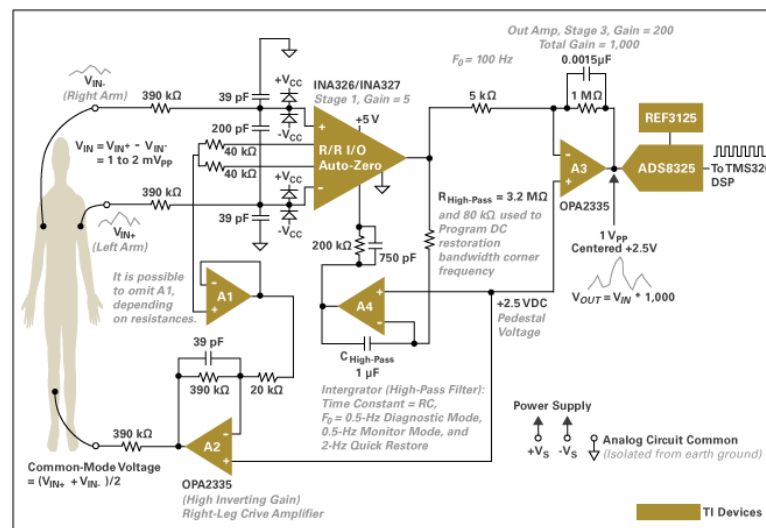 Out Amp, Stage 3, Gain = 200
Total Gain = 1,000
F0 = 100 Hz
0.0015µF
VIN-
(Right Arm)
390 kΩ
39 pF
+VCC
INA326/INA327
Stage 1, Gain = 5
5 kΩ
1 MΩ
REF3125
-VCC
+5 V
200 pF
VIN = VIN+ – VIN-
= 1 to 2 mVPP
40 kΩ
40 kΩ
+
R/R I/O
Auto-Zero
-
-
A3
+
ADS8325
To TMS320
DSP
OPA2335
390 kΩ
+VCC
39 pF
-VCC
VIN+
(Left Arm)
RHigh-Pass = 3.2 MΩ
and 80 kΩ used to
Program DC
restoration
bandwidth corner
frequency
1 VPP
Centered +2.5V
200 kΩ
750 pF
It is possible
to omit A1,
depending
on resistances.
-
A1
+
A4
+
-
+2.5 VDC
Pedestal
Voltage
VOUT = VIN * 1,000
CHigh-Pass
1 µF
39 pF
390 kΩ
20 kΩ
Intergrator (High-Pass Filter):
Time Constant = RC,
F0 = 0.5-Hz Diagnostic Mode,
0.5-Hz Monitor Mode, and
2-Hz Quick Restore
Power Supply
+VS
-VS
Analog Circuit Common
(Isolated from earth ground)
390 kΩ
A2
-
+
Common-Mode Voltage
= (VIN+ + VIN- )/2
OPA2335
(High Inverting Gain)
Right-Leg Crive Amplifier
TI Devices